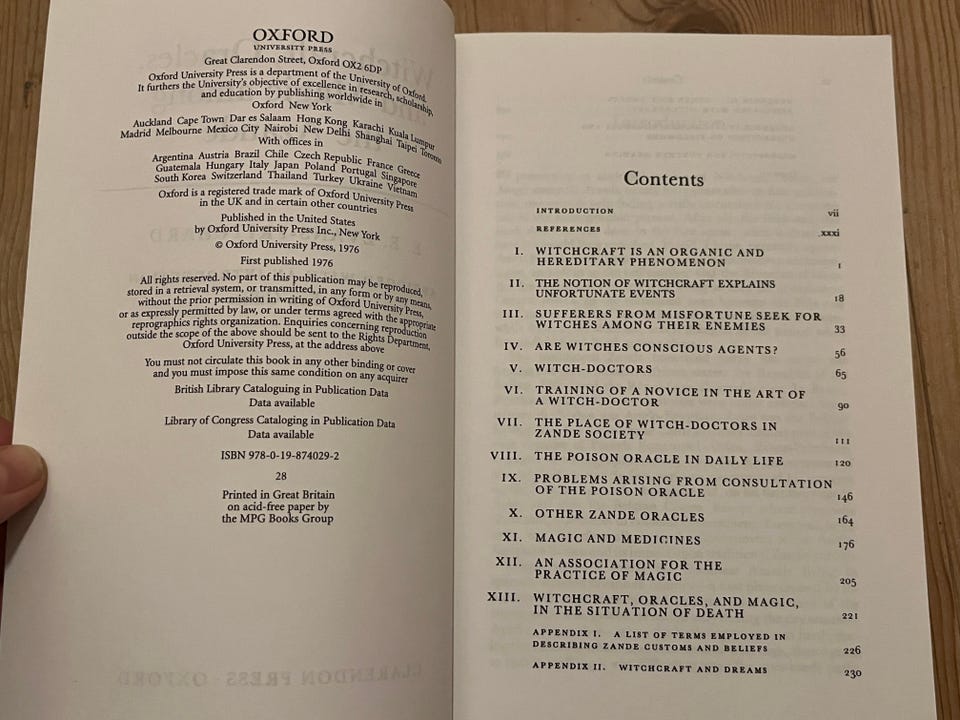 OXFORD
UNIVERSITY PRESS
Great Clarendon Street, Oxford OX2 6DP
Oxford University Press is a department of the University of Oxford.
It furthers the University's objective of excellence in research, scholarship,
and education by publishing worldwide in
Oxford New York
Auckland Cape Town Dar es Salaam Hong Kong Karachi Kuala Lumpur
Madrid Melbourne Mexico City Nairobi New Delhi Shanghai Taipei Toronto
With offices in
Argentina Austria Brazil Chile Czech Republic France Greece
Guatemala Hungary Italy Japan Poland Portugal Singapore
South Korea Switzerland Thailand Turkey Ukraine Vietnam
Oxford is a registered trade mark of Oxford University Press
in the UK and in certain other countries
Published in the United States
by Oxford University Press Inc., New York
© Oxford University Press, 1976
First published 1976
All rights reserved. No part of this publication may be reproduced,
stored in a retrieval system, or transmitted, in any form or by any means,
without the prior permission in writing of Oxford University Press,
or as expressly permitted by law, or under terms agreed with the appropriate
reprographics rights organization. Enquiries concerning reproduction
outside the scope of the above should be sent to the Rights Department,
Oxford University Press, at the address above
You must not circulate this book in any other binding or cover
and you must impose this same condition on any acquirer
British Library Cataloguing in Publication Data
Data available
Library of Congress Cataloging in Publication Data
Data available
ISBN 978-0-19-874029-2
28
Printed in Great Britain
on acid-free paper by
the MPG Books Group
CLARENDON PRESS · OXFORD
Contents
INTRODUCTION vii
REFERENCES xxxi
I. WITCHCRAFT IS AN ORGANIC AND
HEREDITARY PHENOMENON 1
II. THE NOTION OF WITCHCRAFT EXPLAINS
UNFORTUNATE EVENTS 18
III. SUFFERERS FROM MISFORTUNE SEEK FOR
WITCHES AMONG THEIR ENEMIES 33
IV. ARE WITCHES CONSCIOUS AGENTS? 56
V. WITCH-DOCTORS 65
VI. TRAINING OF A NOVICE IN THE ART OF
A WITCH-DOCTOR 90
VII. THE PLACE OF WITCH-DOCTORS IN
ZANDE SOCIETY 111
VIII. THE POISON ORACLE IN DAILY LIFE 120
IX. PROBLEMS ARISING FROM CONSULTATION
OF THE POISON ORACLE 146
X. OTHER ZANDE ORACLES 164
XI. MAGIC AND MEDICINES 176
XII. AN ASSOCIATION FOR THE
PRACTICE OF MAGIC 205
XIII. WITCHCRAFT, ORACLES, AND MAGIC,
IN THE SITUATION OF DEATH 221
APPENDIX I. A LIST OF TERMS EMPLOYED IN
DESCRIBING ZANDE CUSTOMS AND BELIEFS 226
APPENDIX II. WITCHCRAFT AND DREAMS 230